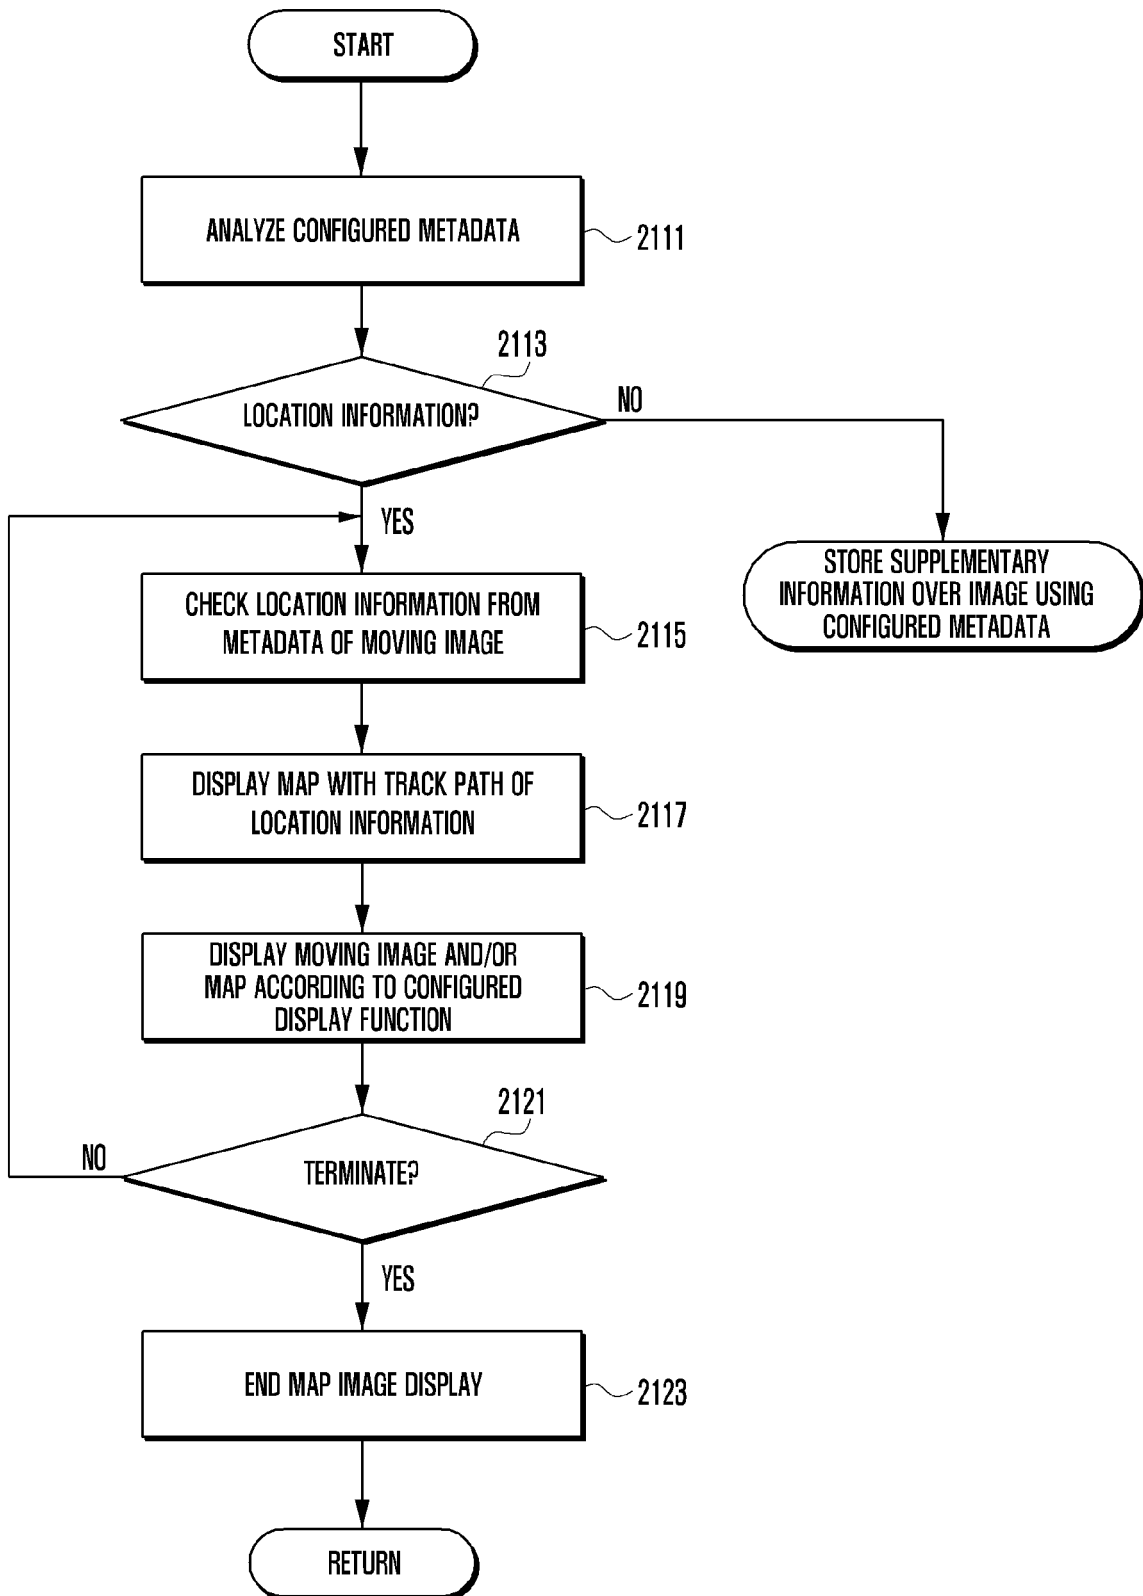 START
ANALYZE CONFIGURED METADATA
2111
2113
LOCATION INFORMATION?
NO
YES
STORE SUPPLEMENTARY
INFORMATION OVER IMAGE USING
CONFIGURED METADATA
CHECK LOCATION INFORMATION FROM
METADATA OF MOVING IMAGE
2115
DISPLAY MAP WITH TRACK PATH OF
LOCATION INFORMATION
2117
DISPLAY MOVING IMAGE AND/OR
MAP ACCORDING TO CONFIGURED
DISPLAY FUNCTION
2119
2121
TERMINATE?
NO
YES
END MAP IMAGE DISPLAY
2123
RETURN